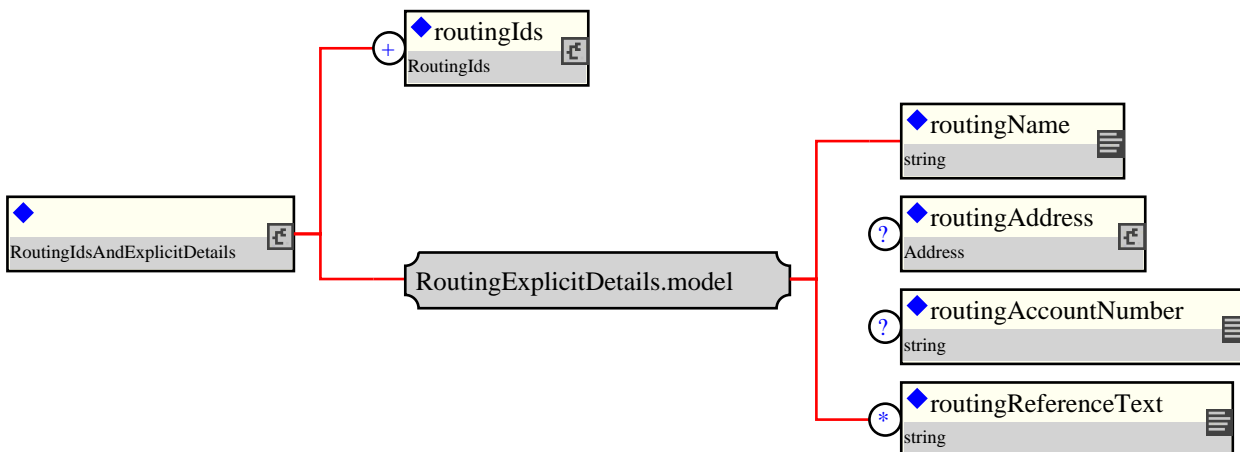 +
routingIds
RoutingIds
routingName
string
RoutingIdsAndExplicitDetails
?
routingAddress
Address
RoutingExplicitDetails.model
?
routingAccountNumber
string
*
routingReferenceText
string